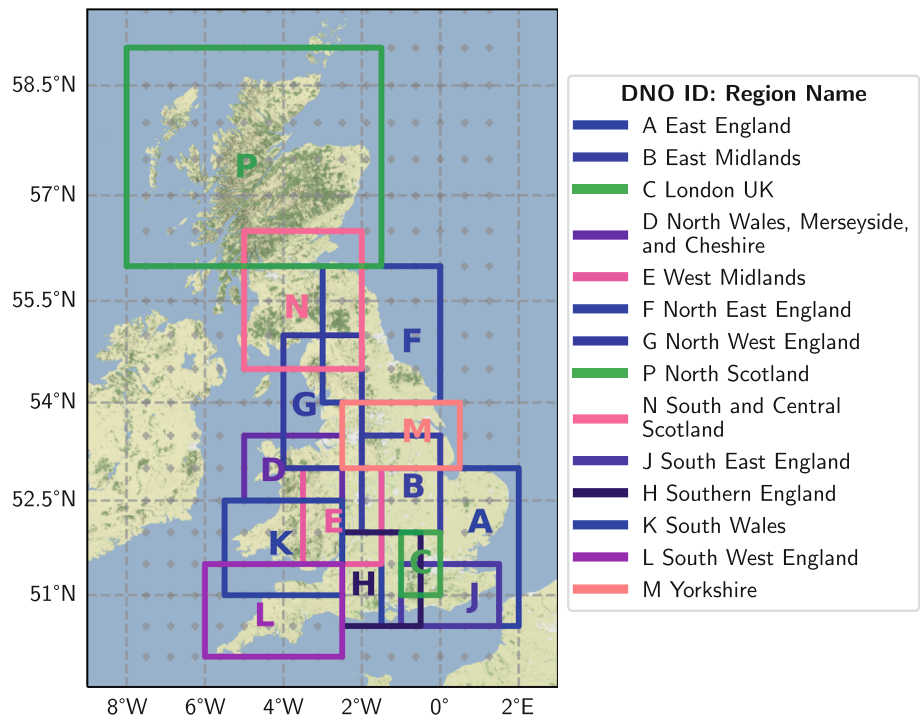 58.5°N
57°N
55.5°N
54°N
52.5°N
51°N
8°W
6°W
4°W
2°W
0°
2°E
P
N
F
G
M
D
B
E
A
K
C
H
J
L
DNO ID: Region Name
A East England
B East Midlands
C London UK
D North Wales, Merseyside,
and Cheshire
E West Midlands
F North East England
G North West England
P North Scotland
N South and Central
Scotland
J South East England
H Southern England
K South Wales
L South West England
M Yorkshire